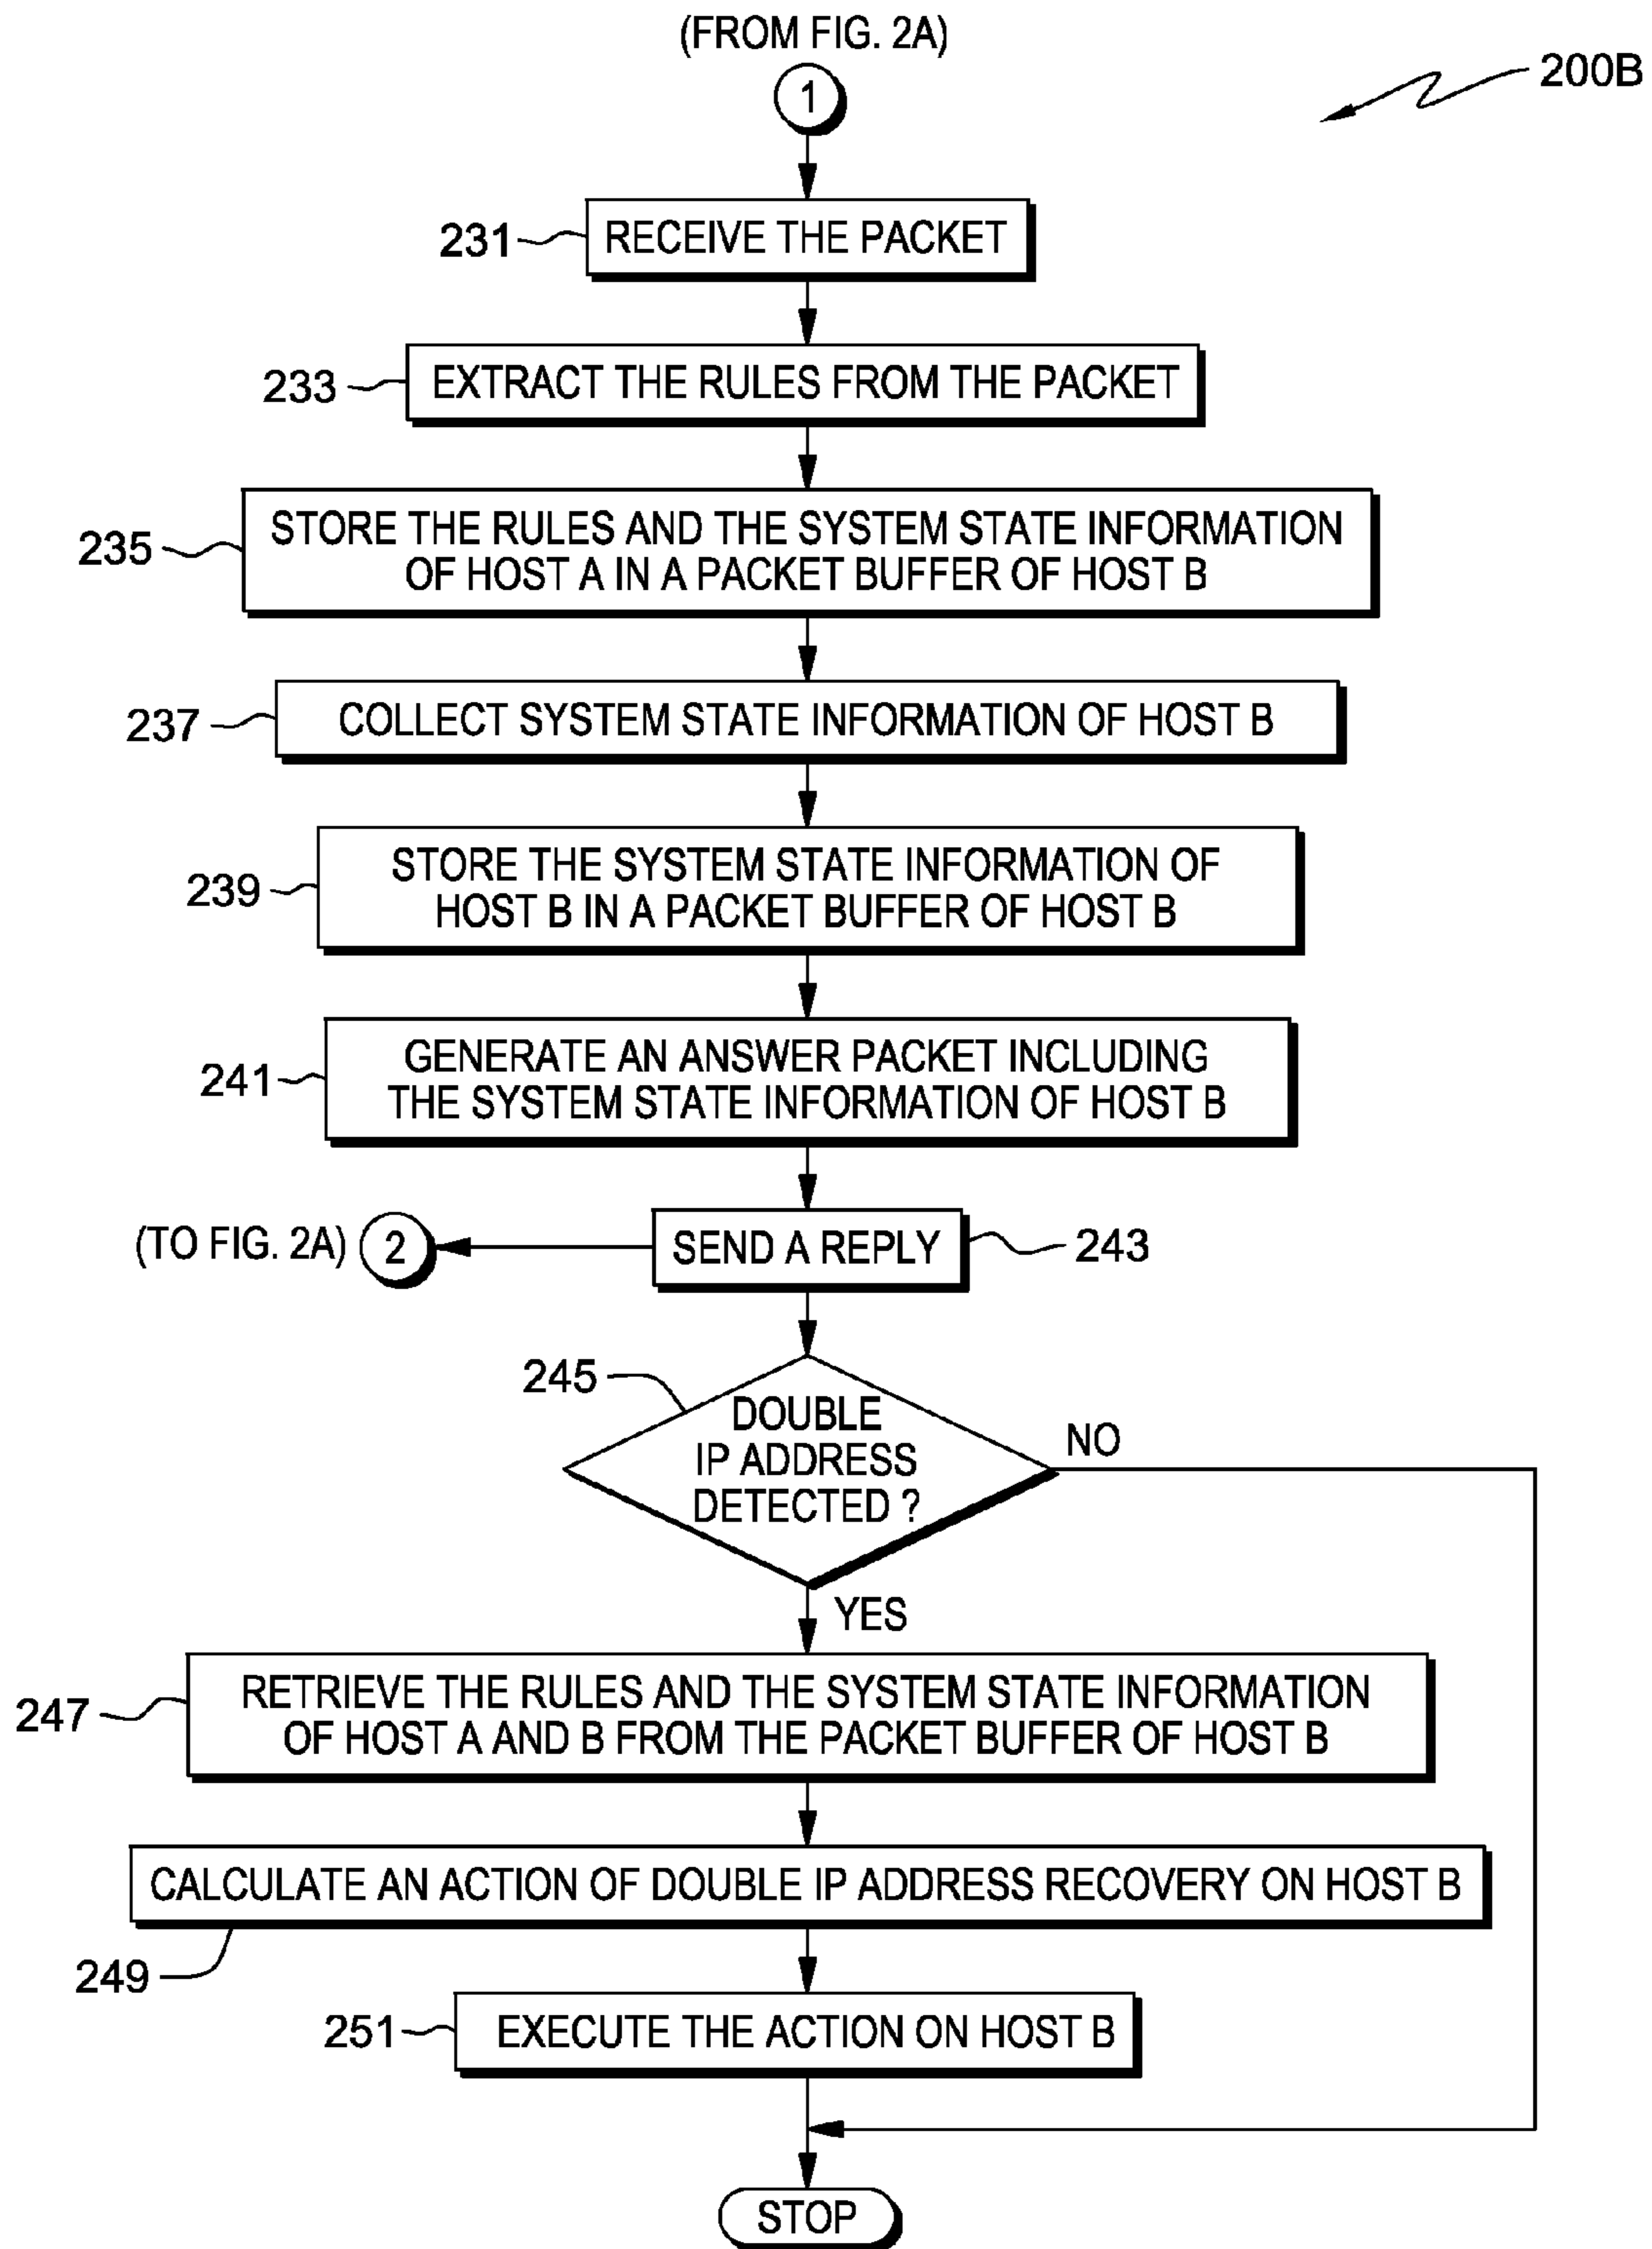 (FROM FIG. 2A)
1
200B
231
RECEIVE THE PACKET
233
EXTRACT THE RULES FROM THE PACKET
235
STORE THE RULES AND THE SYSTEM STATE INFORMATION
OF HOST A IN A PACKET BUFFER OF HOST B
237
COLLECT SYSTEM STATE INFORMATION OF HOST B
239
STORE THE SYSTEM STATE INFORMATION OF
HOST B IN A PACKET BUFFER OF HOST B
241
GENERATE AN ANSWER PACKET INCLUDING
THE SYSTEM STATE INFORMATION OF HOST B
(TO FIG. 2A)
2
SEND A REPLY
243
245
DOUBLE
IP ADDRESS
DETECTED ?
NO
YES
247
RETRIEVE THE RULES AND THE SYSTEM STATE INFORMATION
OF HOST A AND B FROM THE PACKET BUFFER OF HOST B
CALCULATE AN ACTION OF DOUBLE IP ADDRESS RECOVERY ON HOST B
249
251
EXECUTE THE ACTION ON HOST B
STOP